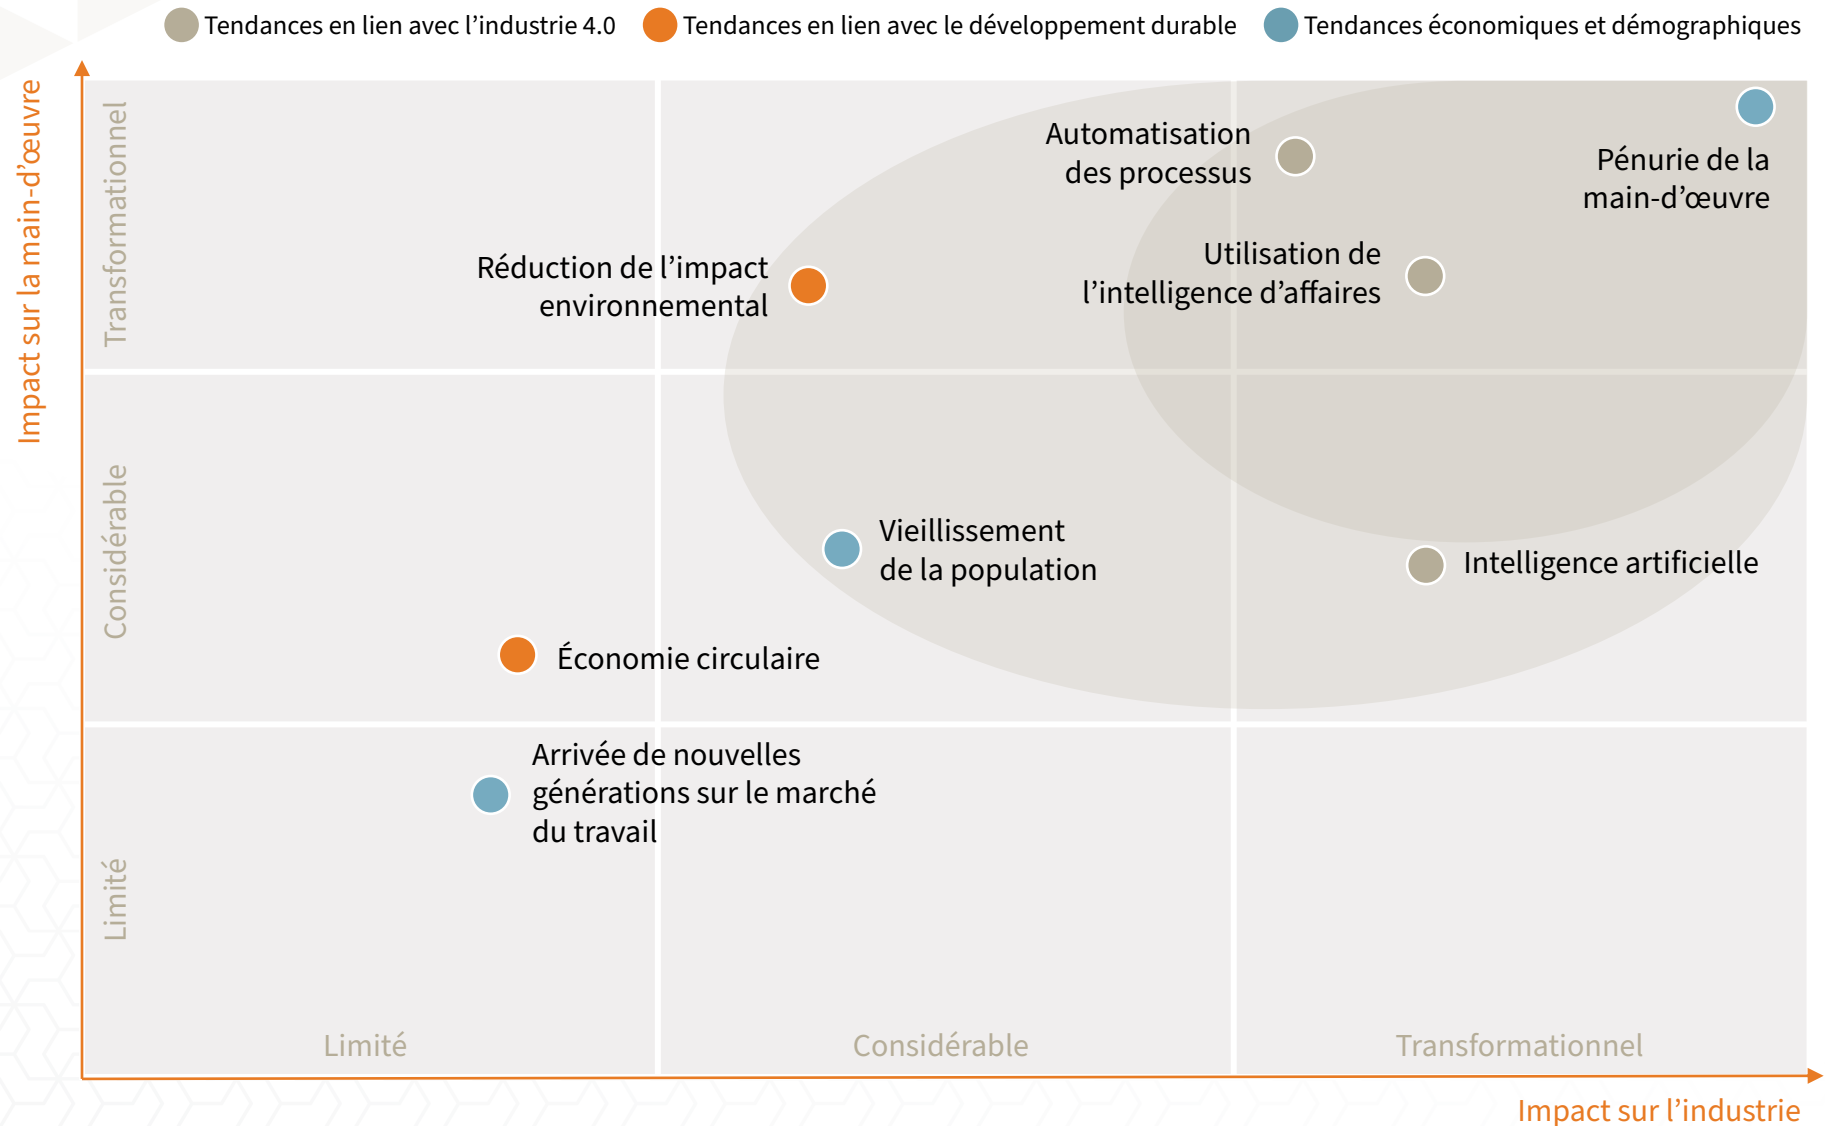 Tendances en lien avec l’industrie 4.0
Tendances en lien avec le développement durable
Tendances économiques et démographiques
Impact sur la main-d’œuvre
Transformationnel
Considérable
Limité
Automatisation
des processus
Pénurie de la
main-d’œuvre
Réduction de l’impact
environnemental
Utilisation de
l’intelligence d’affaires
Vieillissement
de la population
Intelligence artificielle
Économie circulaire
Arrivée de nouvelles
générations sur le marché
du travail
Limité
Considérable
Transformationnel
Impact sur l’industrie